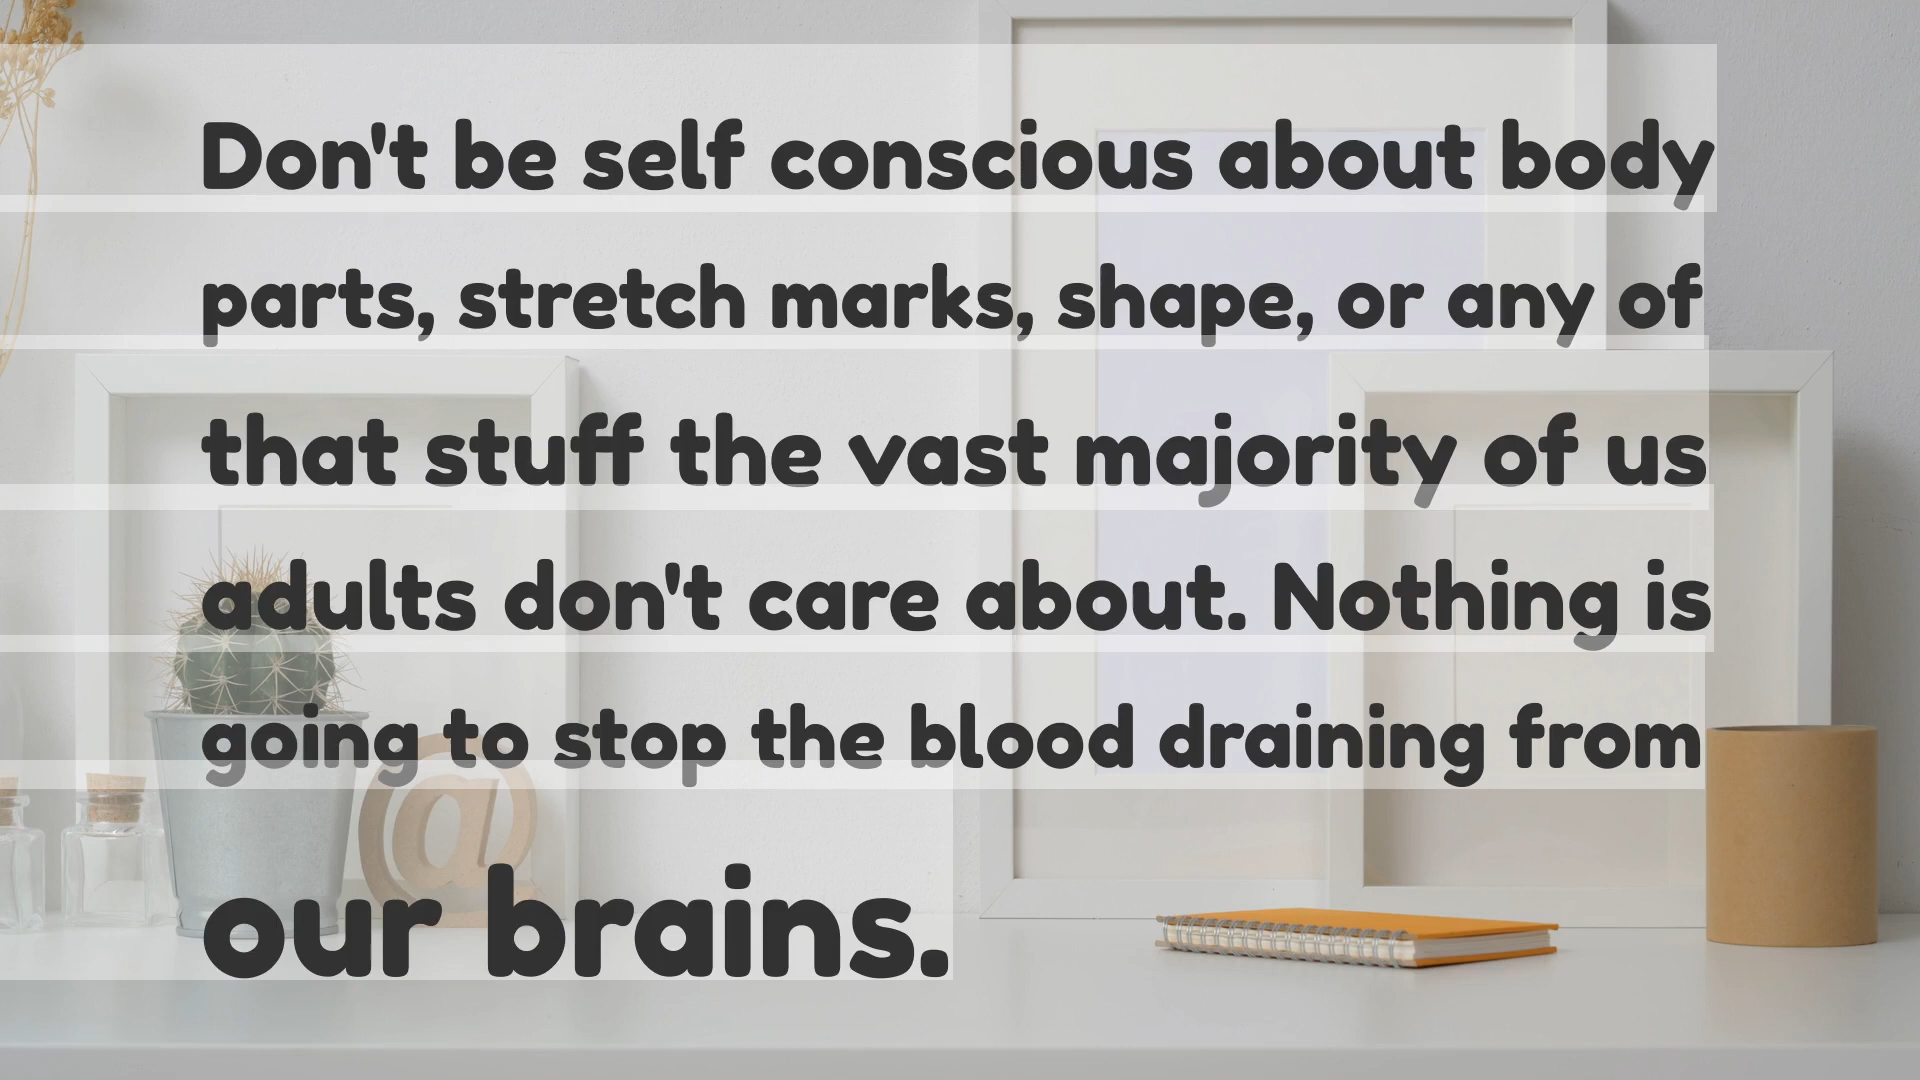 Don't be self conscious about body
parts, stretch marks, shape, or any of
that stuff the vast majority of us
adults don't care about. Nothing is
going to stop the blood draining from
our brains.
@